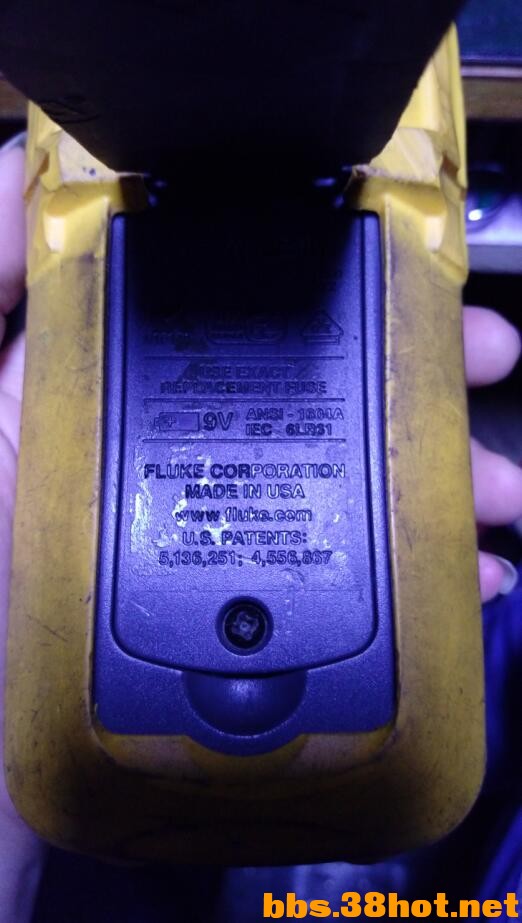 USE EXACT
REPLACEMENT FUSE
9V ANSI - 1604A
IEC - 6LR61
FLUKE CORPORATION
MADE IN USA
www.fluke.com
U.S. PATENTS:
5,136,251; 4,556,867
bbs.38hot.net